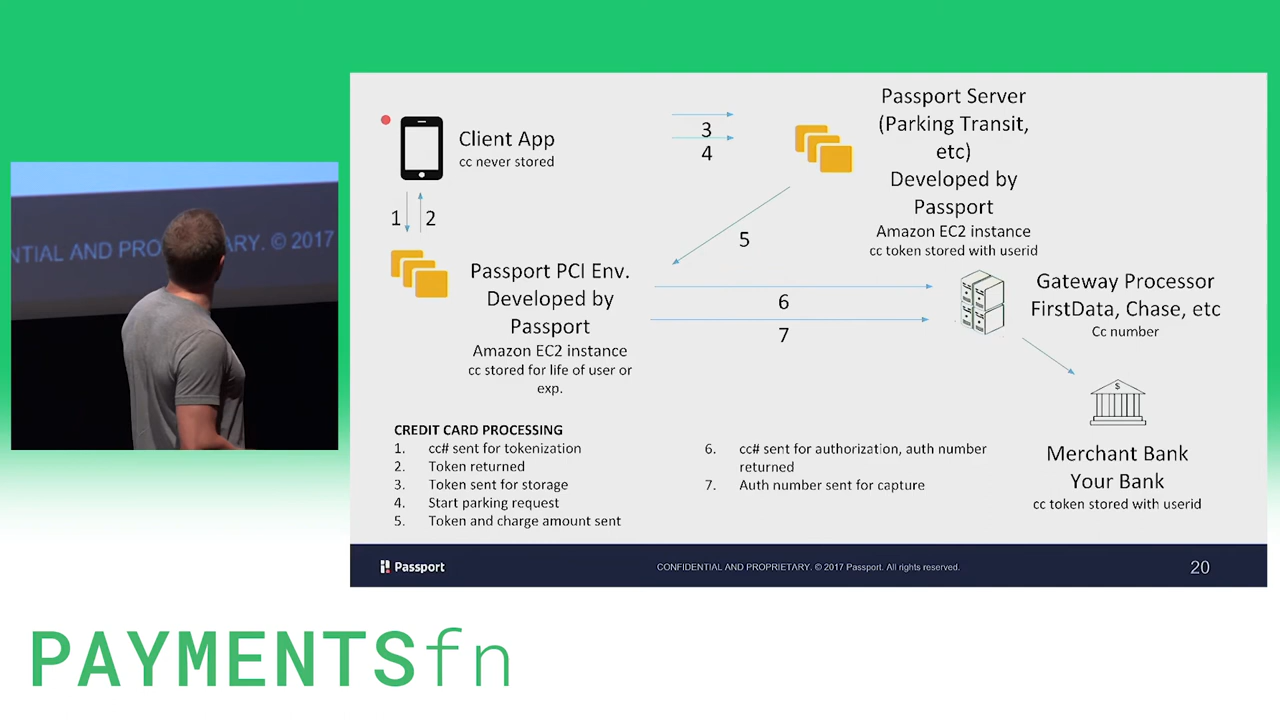 3
4
Client App
cc never stored
1
2
Passport Server
(Parking Transit,
etc)
Developed by
Passport
Amazon EC2 instance
cc token stored with userid
5
Passport PCI Env.
Developed by
Passport
Amazon EC2 instance
cc stored for life of user or
exp.
6
7
Gateway Processor
FirstData, Chase, etc
Cc number
$
Merchant Bank
Your Bank
cc token stored with userid
CREDIT CARD PROCESSING
1. cc# sent for tokenization
2. Token returned
3. Token sent for storage
4. Start parking request
5. Token and charge amount sent
6. cc# sent for authorization, auth number
returned
7. Auth number sent for capture
Passport
CONFIDENTIAL AND PROPRIETARY. © 2017 Passport. All rights reserved.
20
NTIAL AND PROPRIETARY. © 2017
PAYMENTSfn